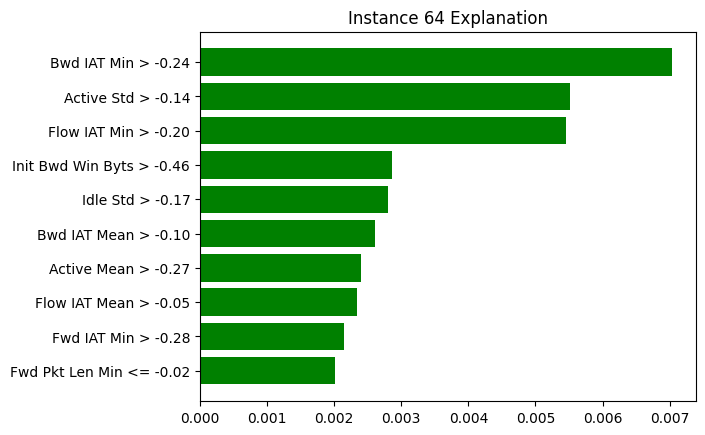 Instance 64 Explanation
Bwd IAT Min > -0.24
Active Std > -0.14
Flow IAT Min > -0.20
Init Bwd Win Byts > -0.46
Idle Std > -0.17
Bwd IAT Mean > -0.10
Active Mean > -0.27
Flow IAT Mean > -0.05
Fwd IAT Min > -0.28
Fwd Pkt Len Min <= -0.02
0.000 0.001 0.002 0.003 0.004 0.005 0.006 0.007